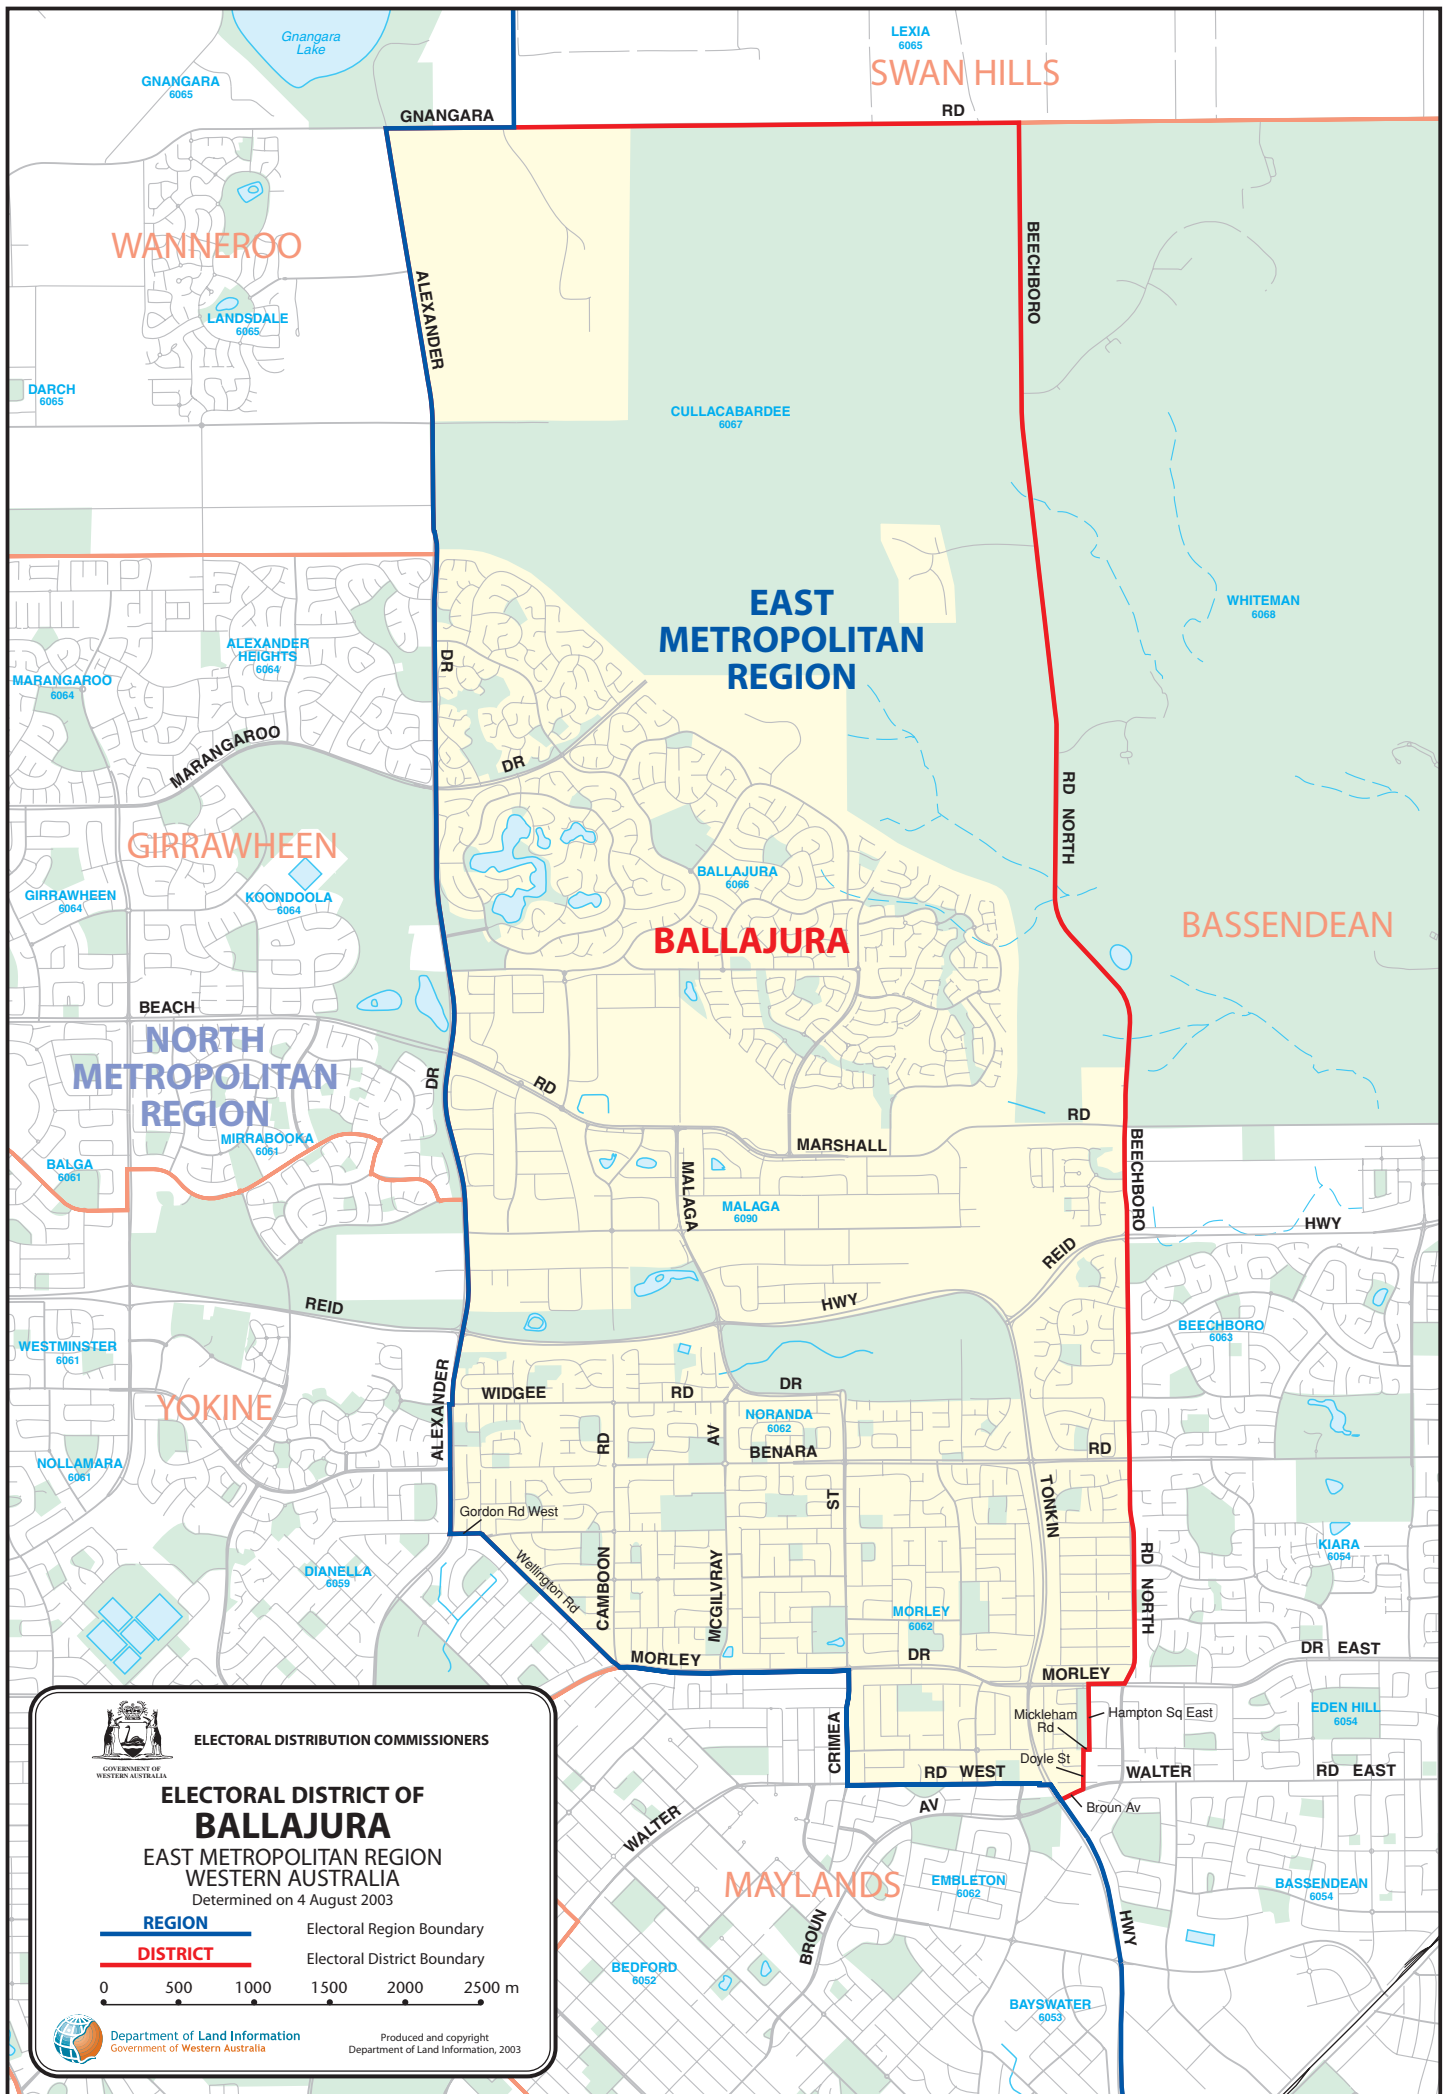 Gnangara
Lake
LEXIA
6065
SWAN HILLS
GNANGARA
6065
GNANGARA
RD
WANNEROO
BEECHBORO
ALEXANDER
LANDSDALE
6065
DARCH
6065
CULLACABARDEE
6067
EAST
METROPOLITAN
REGION
WHITEMAN
6068
ALEXANDER
HEIGHTS
6064
DR
MARANGAROO
6064
MARANGAROO
DR
RD NORTH
GIRRAWHEEN
BALLAJURA
6066
GIRRAWHEEN
6064
KOONDOOLA
6064
BALLAJURA
BASSENDEAN
BEACH
NORTH
METROPOLITAN
REGION
DR
RD
RD
MIRRABOOKA
6061
MARSHALL
BALGA
6061
MALAGA
BEECHBORO
MALAGA
6090
HWY
REID
REID
HWY
WESTMINSTER
6061
BEECHBORO
6063
ALEXANDER
WIDGEE
RD
DR
YOKINE
NORANDA
6062
RD
AV
BENARA
RD
NOLLAMARA
6061
ST
TONKIN
Gordon Rd West
DIANELLA
6059
Wellington Rd
CAMBOON
MCGILVRAY
RD NORTH
KIARA
6054
MORLEY
6062
MORLEY
DR
MORLEY
DR EAST
CRIMEA
Mickleham
Rd
Hampton Sq East
EDEN HILL
6054
Doyle St
RD WEST
WALTER
RD EAST
AV
Broun Av
WALTER
MAYLANDS
EMBLETON
6062
BASSENDEAN
6054
BROUN
HWY
BEDFORD
6052
BAYSWATER
6053
GOVERNMENT OF
WESTERN AUSTRALIA
ELECTORAL DISTRIBUTION COMMISSIONERS
ELECTORAL DISTRICT OF
BALLAJURA
EAST METROPOLITAN REGION
WESTERN AUSTRALIA
Determined on 4 August 2003
REGION
Electoral Region Boundary
DISTRICT
Electoral District Boundary
0 500 1000 1500 2000 2500 m
Department of Land Information
Government of Western Australia
Produced and copyright
Department of Land Information, 2003